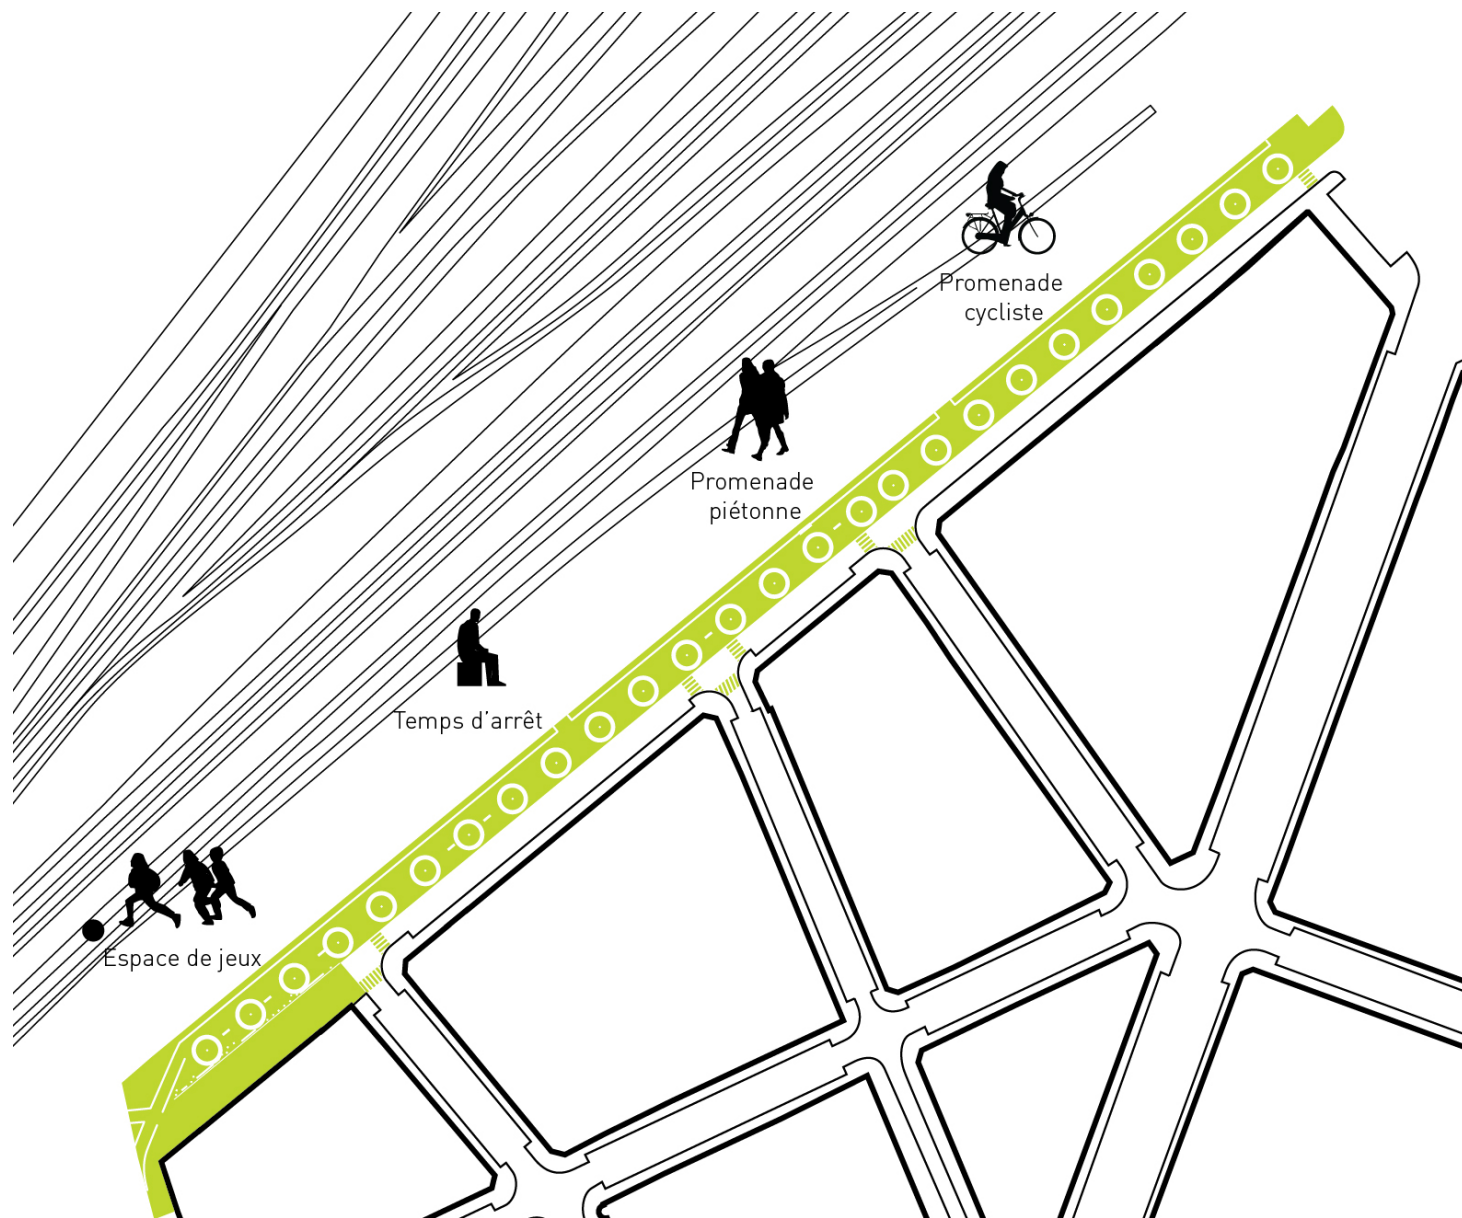 Promenade
cycliste
Promenade
piétonne
Temps d'arrêt
Espace de jeux